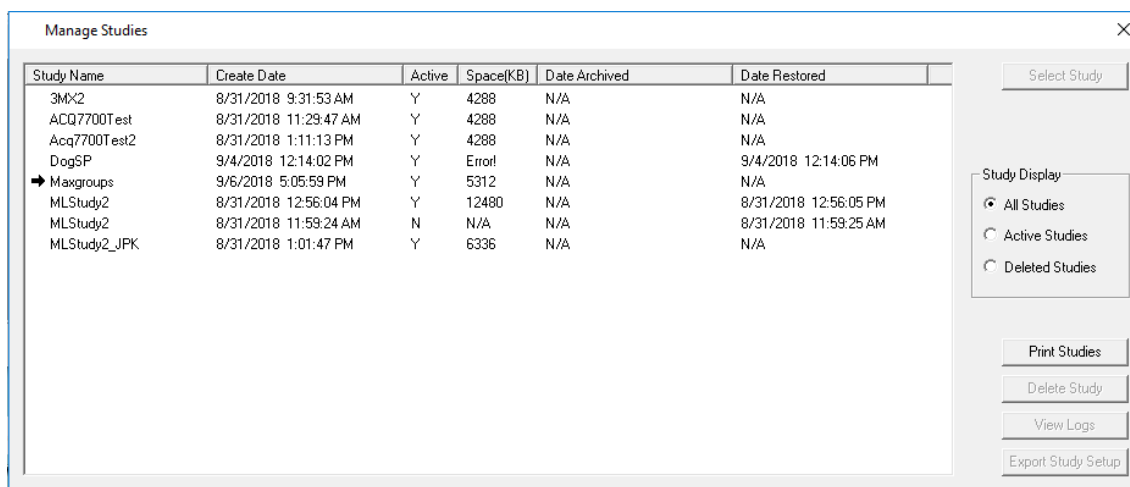 Manage Studies
Study Name Create Date Active Space(KB) Date Archived Date Restored
3MX2 8/31/2018 9:31:53 AM Y 4288 N/A N/A
ACQ7700Test 8/31/2018 11:29:47 AM Y 4288 N/A N/A
Acq7700Test2 8/31/2018 1:11:13 PM Y 4288 N/A N/A
DogSP 9/4/2018 12:14:02 PM Y Error! N/A 9/4/2018 12:14:06 PM
Maxgroups 9/6/2018 5:05:59 PM Y 5312 N/A N/A
MLStudy2 8/31/2018 12:56:04 PM Y 12480 N/A 8/31/2018 12:56:05 PM
MLStudy2 8/31/2018 11:59:24 AM N N/A N/A 8/31/2018 11:59:25 AM
MLStudy2_JPK 8/31/2018 1:01:47 PM Y 6336 N/A N/A
Select Study
Study Display
All Studies
Active Studies
Deleted Studies
Print Studies
Delete Study
View Logs
Export Study Setup